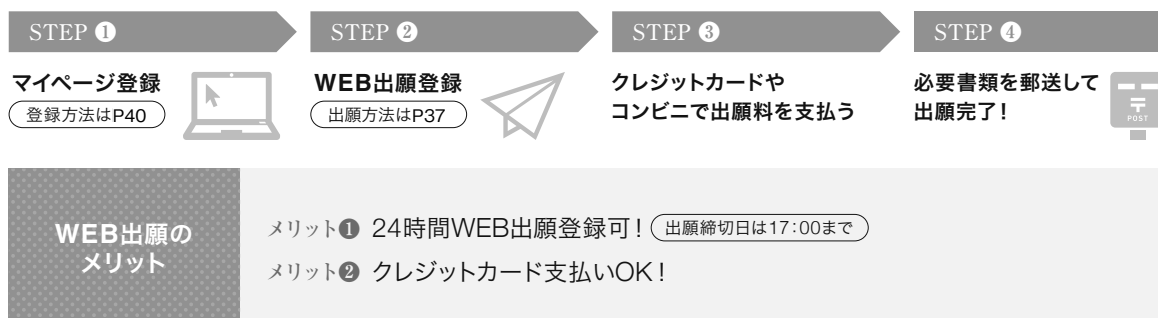 STEP ❶
STEP ❷
STEP ❸
STEP ❹
マイページ登録
登録方法はP40
WEB出願登録
出願方法はP37
クレジットカードや
コンビニで出願料を支払う
必要書類を郵送して
出願完了！
〒
POST
WEB出願の
メリット
メリット❶ 24時間WEB出願登録可！ 出願締切日は17:00まで
メリット❷ クレジットカード支払いOK！